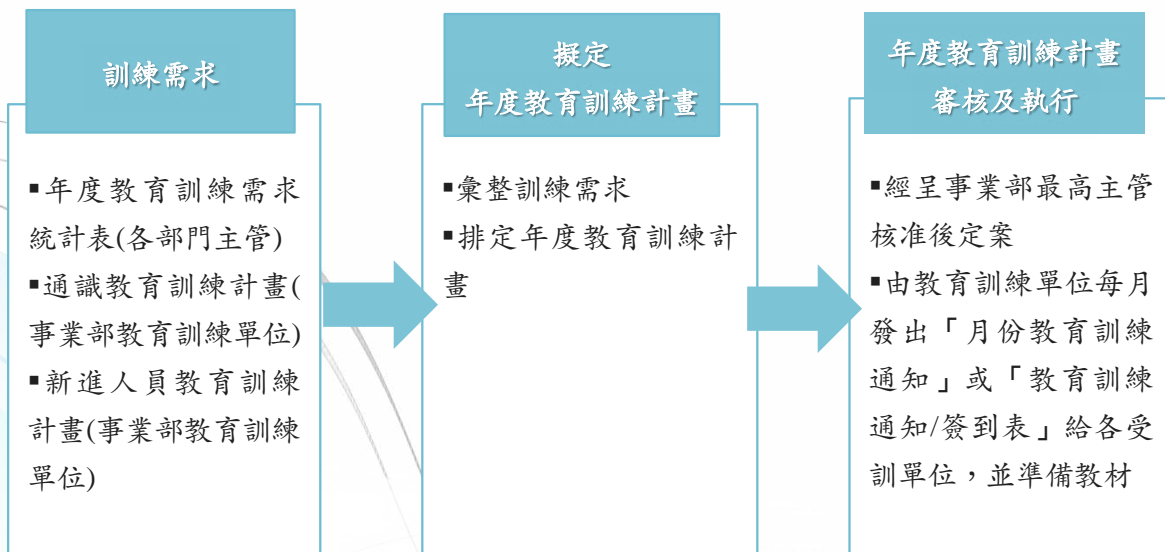 訓練需求
▪年度教育訓練需求
統計表(各部門主管)
▪通識教育訓練計畫(
事業部教育訓練單位)
▪新進人員教育訓練
計畫(事業部教育訓練
單位)
擬定
年度教育訓練計畫
▪彙整訓練需求
▪排定年度教育訓練計
畫
年度教育訓練計畫
審核及執行
▪經呈事業部最高主管
核准後定案
▪由教育訓練單位每月
發出「月份教育訓練
通知」或「教育訓練
通知/簽到表」給各受
訓單位，並準備教材